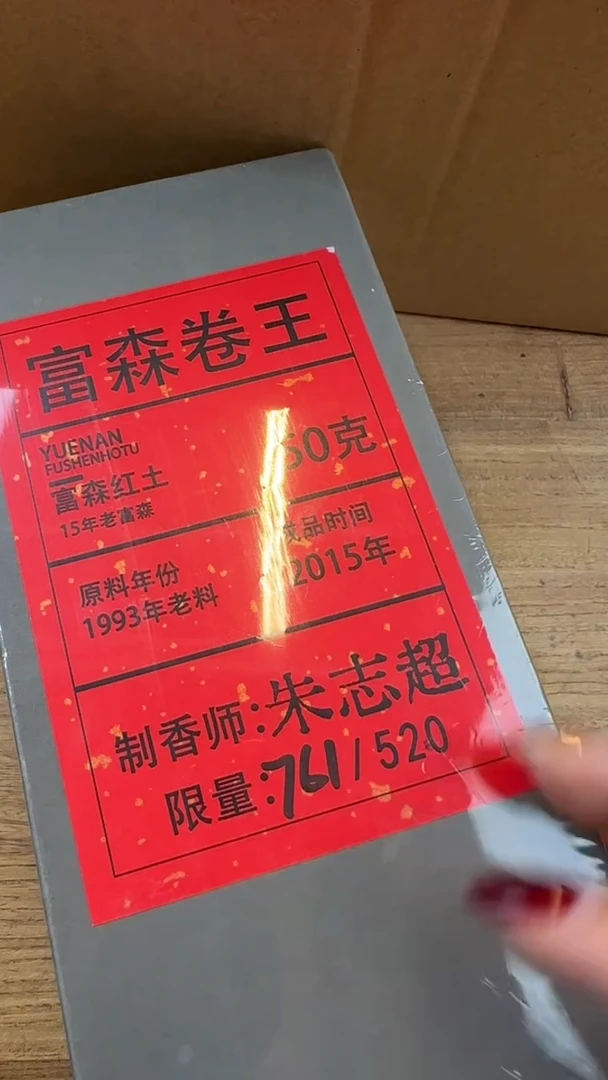 富森卷王
YUENAN
FUSHENHOTU
富森红土
15年老富森
60克
原料年份
1993年老料
成品时间
2015年
制香师:朱志超
限量:761/520